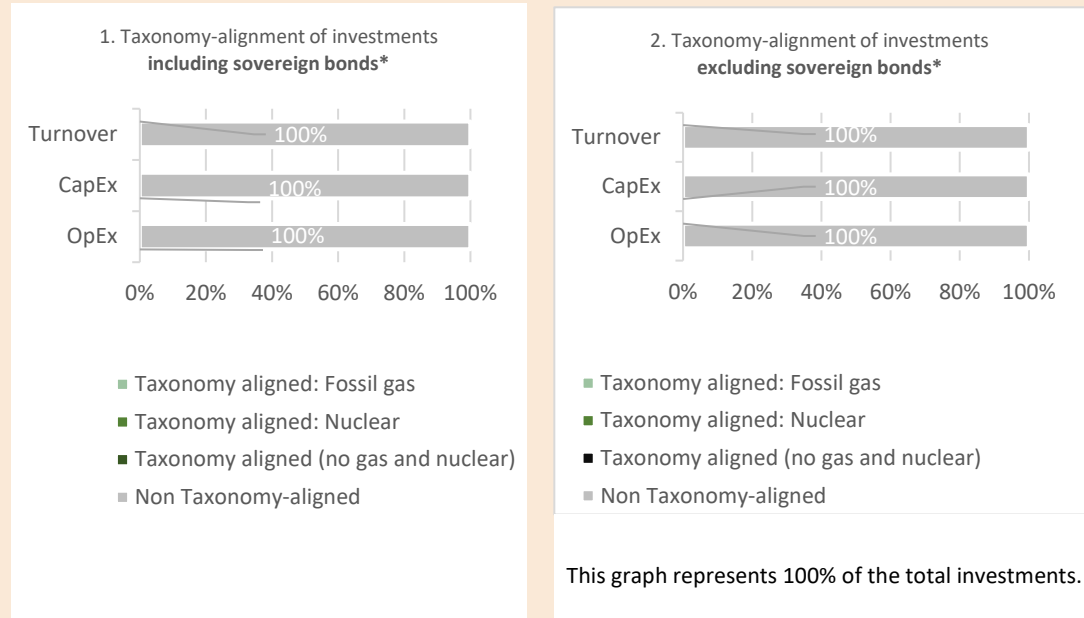 1. Taxonomy-alignment of investments
including sovereign bonds*
Turnover
100%
CapEx
100%
OpEx
100%
0% 20% 40% 60% 80% 100%
Taxonomy aligned: Fossil gas
Taxonomy aligned: Nuclear
Taxonomy aligned (no gas and nuclear)
Non Taxonomy-aligned
2. Taxonomy-alignment of investments
excluding sovereign bonds*
Turnover
100%
CapEx
100%
OpEx
100%
0% 20% 40% 60% 80% 100%
Taxonomy aligned: Fossil gas
Taxonomy aligned: Nuclear
Taxonomy aligned (no gas and nuclear)
Non Taxonomy-aligned
This graph represents 100% of the total investments.